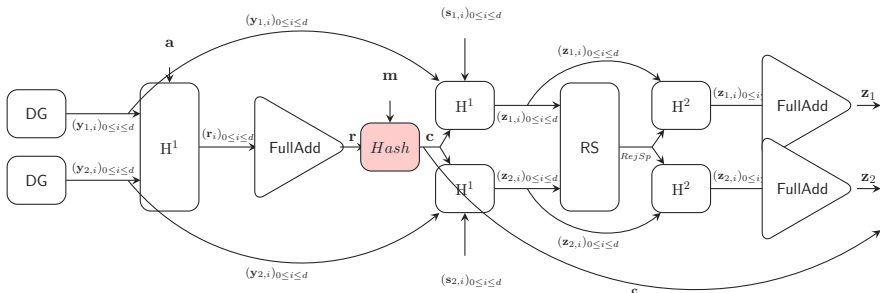 (s₁,ᵢ)₀≤ᵢ≤d
(y₁,ᵢ)₀≤ᵢ≤d
a
(z₁,ᵢ)₀≤ᵢ≤d
m
DG
(y₁,ᵢ)₀≤ᵢ≤d
H¹
(rᵢ)₀≤ᵢ≤d
FullAdd
r
Hash
c
H¹
(z₁,ᵢ)₀≤ᵢ≤d
RS
RejSp
H²
(z₁,ᵢ)₀≤ᵢ
FullAdd
z₁
DG
(y₂,ᵢ)₀≤ᵢ≤d
H¹
(z₂,ᵢ)₀≤ᵢ≤d
H²
(z₂,ᵢ)₀≤ᵢ
FullAdd
z₂
(y₂,ᵢ)₀≤ᵢ≤d
(z₂,ᵢ)₀≤ᵢ≤d
(s₂,ᵢ)₀≤ᵢ≤d
c